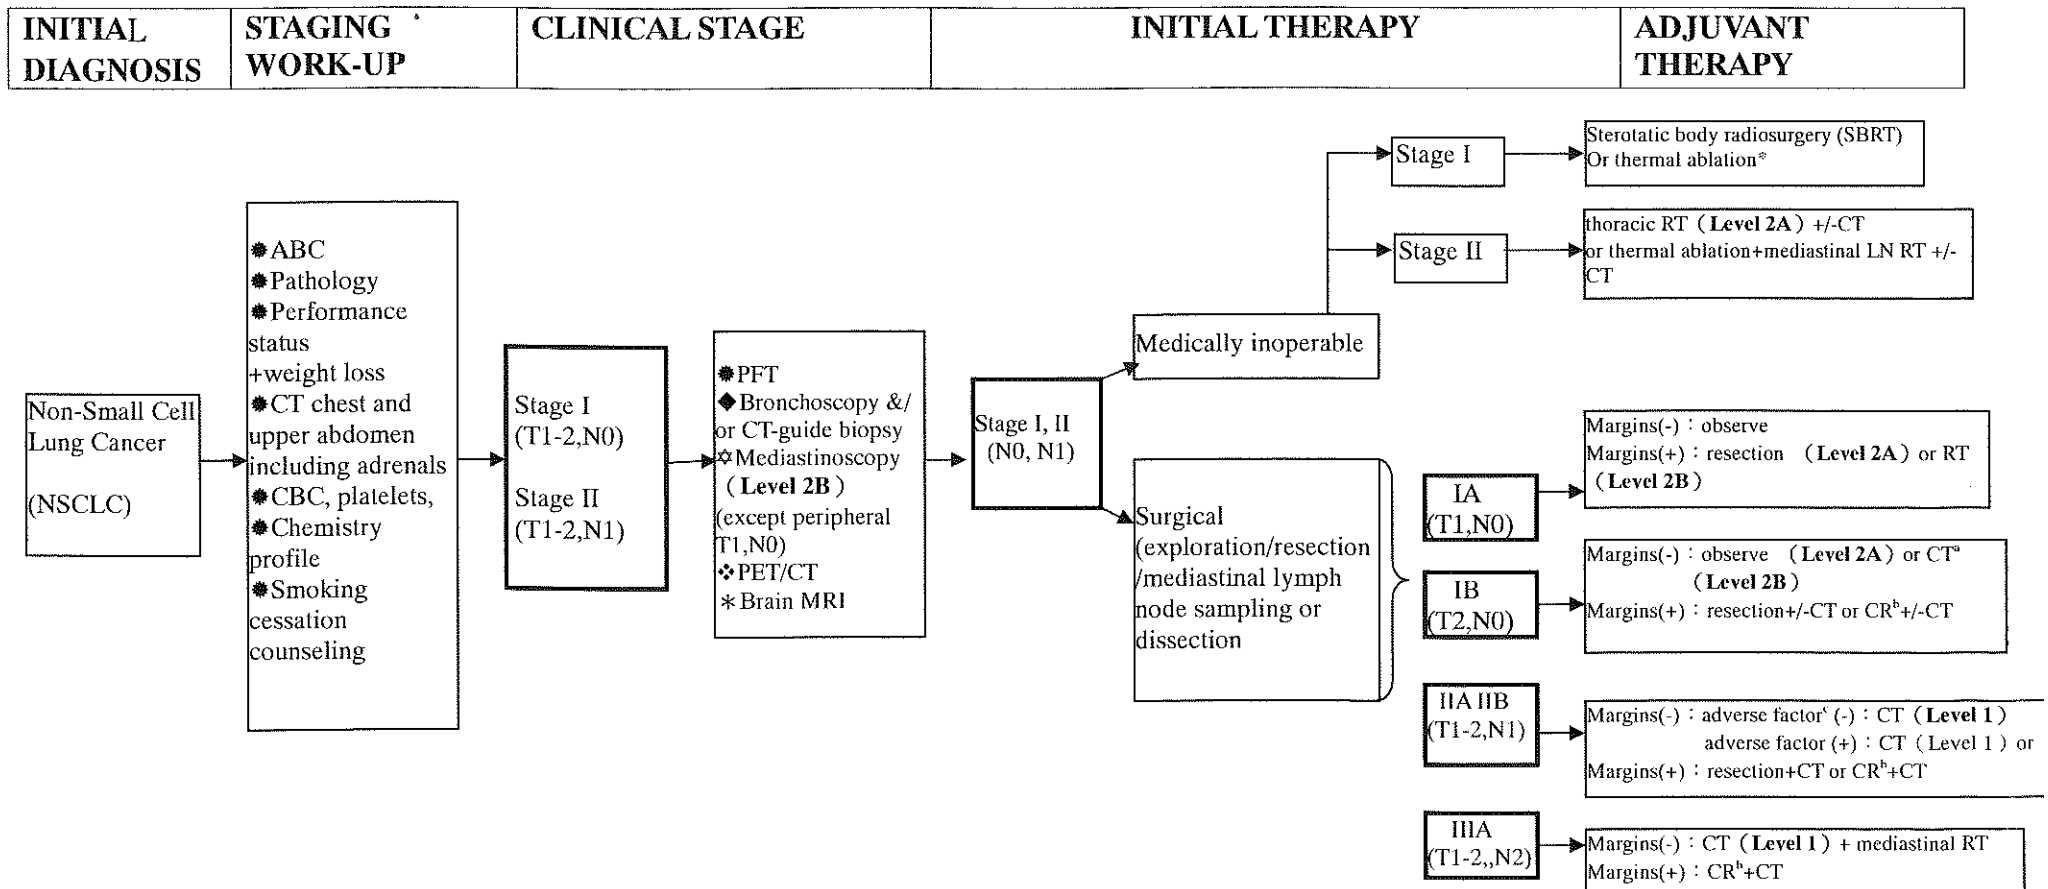 INITIAL DIAGNOSIS
STAGING WORK-UP
CLINICAL STAGE
INITIAL THERAPY
ADJUVANT THERAPY
Non-Small Cell
Lung Cancer
(NSCLC)
✹ABC
✹Pathology
✹Performance
status
+weight loss
✹CT chest and
upper abdomen
including adrenals
✹CBC, platelets,
✹Chemistry
profile
✹Smoking
cessation
counseling
Stage I
(T1-2,N0)
Stage II
(T1-2,N1)
✹PFT
◆Bronchoscopy &/
or CT-guide biopsy
✡Mediastinoscopy
(Level 2B)
(except peripheral
T1,N0)
❖PET/CT
＊Brain MRI
Stage I, II
(N0, N1)
Medically inoperable
Stage I
Sterotatic body radiosurgery (SBRT)
Or thermal ablation*
Stage II
thoracic RT (Level 2A) +/-CT
or thermal ablation+mediastinal LN RT +/-
CT
Surgical
(exploration/resection
/mediastinal lymph
node sampling or
dissection
IA
(T1,N0)
Margins(-)：observe
Margins(+)：resection (Level 2A) or RT
(Level 2B)
IB
(T2,N0)
Margins(-)：observe (Level 2A) or CTª
(Level 2B)
Margins(+)：resection+/-CT or CRᵇ+/-CT
IIA IIB
(T1-2,N1)
Margins(-)：adverse factorᶜ (-)：CT (Level 1)
adverse factor (+)：CT (Level 1) or
Margins(+)：resection+CT or CRᵇ+CT
IIIA
(T1-2,,N2)
Margins(-)：CT (Level 1) + mediastinal RT
Margins(+)：CRᵇ+CT